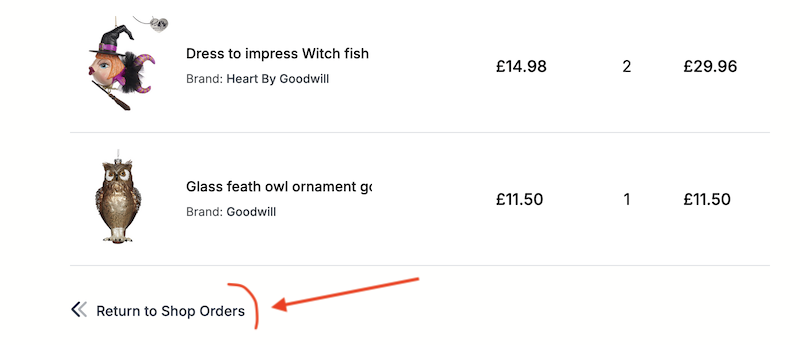 Dress to impress Witch fish
Brand: Heart By Goodwill
£14.98 2 £29.96
Glass feath owl ornament go
Brand: Goodwill
£11.50 1 £11.50
Return to Shop Orders